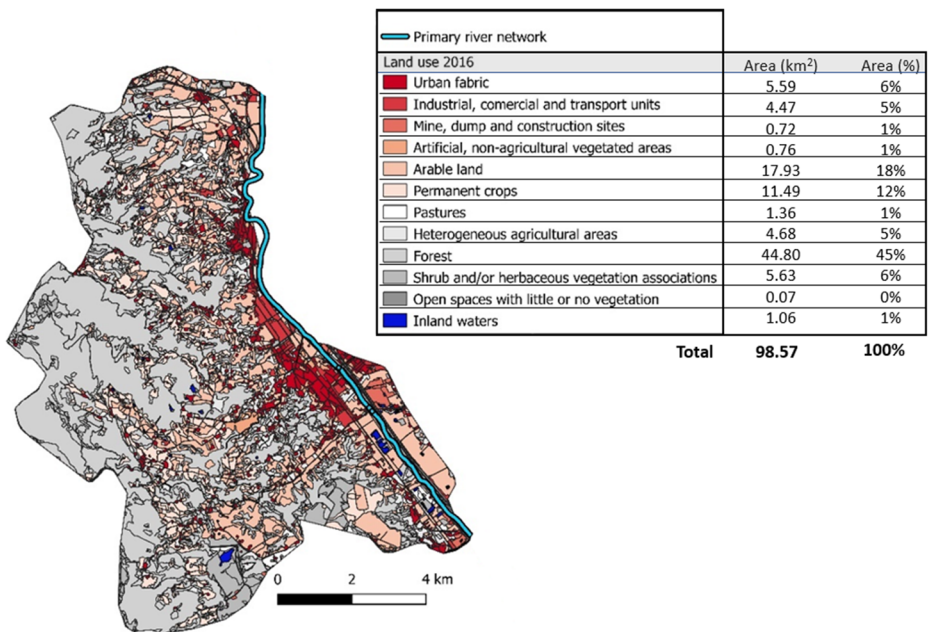 Primary river network
Land use 2016 Area (km²) Area (%)
Urban fabric 5.59 6%
Industrial, comercial and transport units 4.47 5%
Mine, dump and construction sites 0.72 1%
Artificial, non-agricultural vegetated areas 0.76 1%
Arable land 17.93 18%
Permanent crops 11.49 12%
Pastures 1.36 1%
Heterogeneous agricultural areas 4.68 5%
Forest 44.80 45%
Shrub and/or herbaceous vegetation associations 5.63 6%
Open spaces with little or no vegetation 0.07 0%
Inland waters 1.06 1%
Total 98.57 100%
0 2 4 km